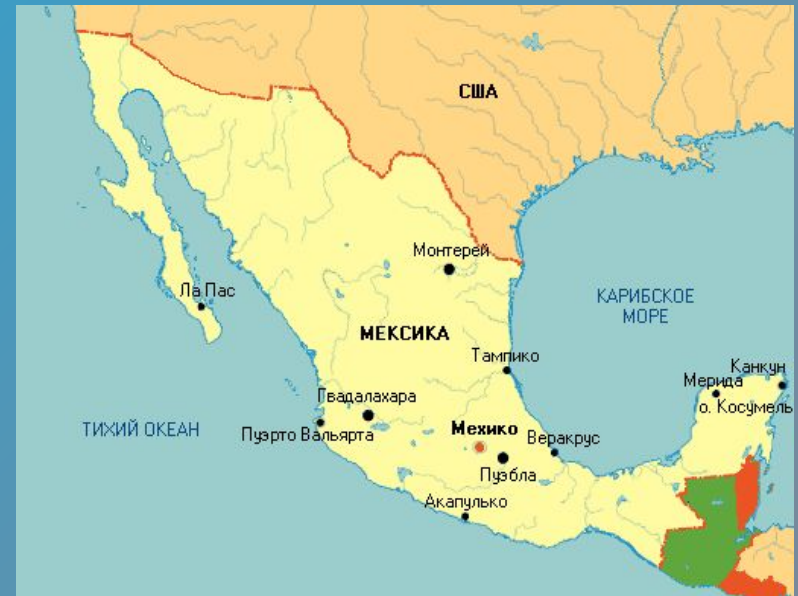 США
Монтерей
Ла Пас
КАРИБСКОЕ
МОРЕ
МЕКСИКА
Тампико
Канкун
Мерида
о. Косумель
Гвадалахара
ТИХИЙ ОКЕАН
Пуэрто Вальярта
Мехико
Веракрус
Пуэбла
Акапулько